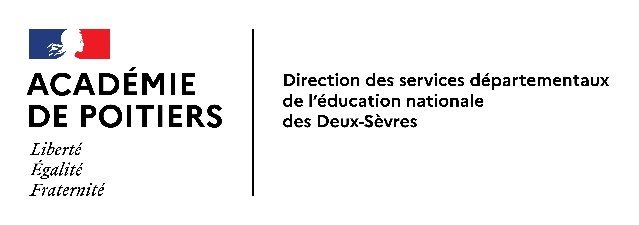 ACADÉMIE
DE POITIERS
Liberté
Égalité
Fraternité
Direction des services départementaux
de l'éducation nationale
des Deux-Sèvres